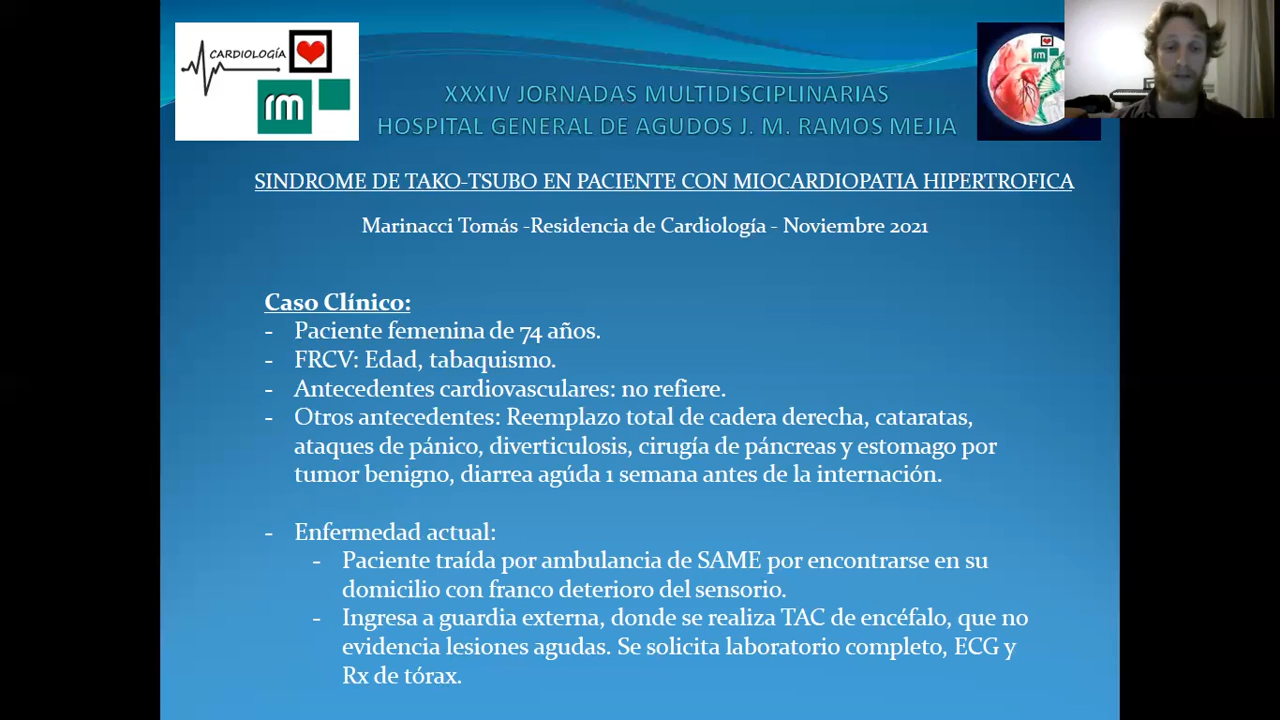 CARDIOLOGÍA
rm
rm
XXXIV JORNADAS MULTIDISCIPLINARIAS
HOSPITAL GENERAL DE AGUDOS J. M. RAMOS MEJIA
SINDROME DE TAKO-TSUBO EN PACIENTE CON MIOCARDIOPATIA HIPERTROFICA
Marinacci Tomás -Residencia de Cardiología - Noviembre 2021
Caso Clínico:
- Paciente femenina de 74 años.
- FRCV: Edad, tabaquismo.
- Antecedentes cardiovasculares: no refiere.
- Otros antecedentes: Reemplazo total de cadera derecha, cataratas,
ataques de pánico, diverticulosis, cirugía de páncreas y estomago por
tumor benigno, diarrea agúda 1 semana antes de la internación.
- Enfermedad actual:
- Paciente traída por ambulancia de SAME por encontrarse en su
domicilio con franco deterioro del sensorio.
- Ingresa a guardia externa, donde se realiza TAC de encéfalo, que no
evidencia lesiones agudas. Se solicita laboratorio completo, ECG y
Rx de tórax.